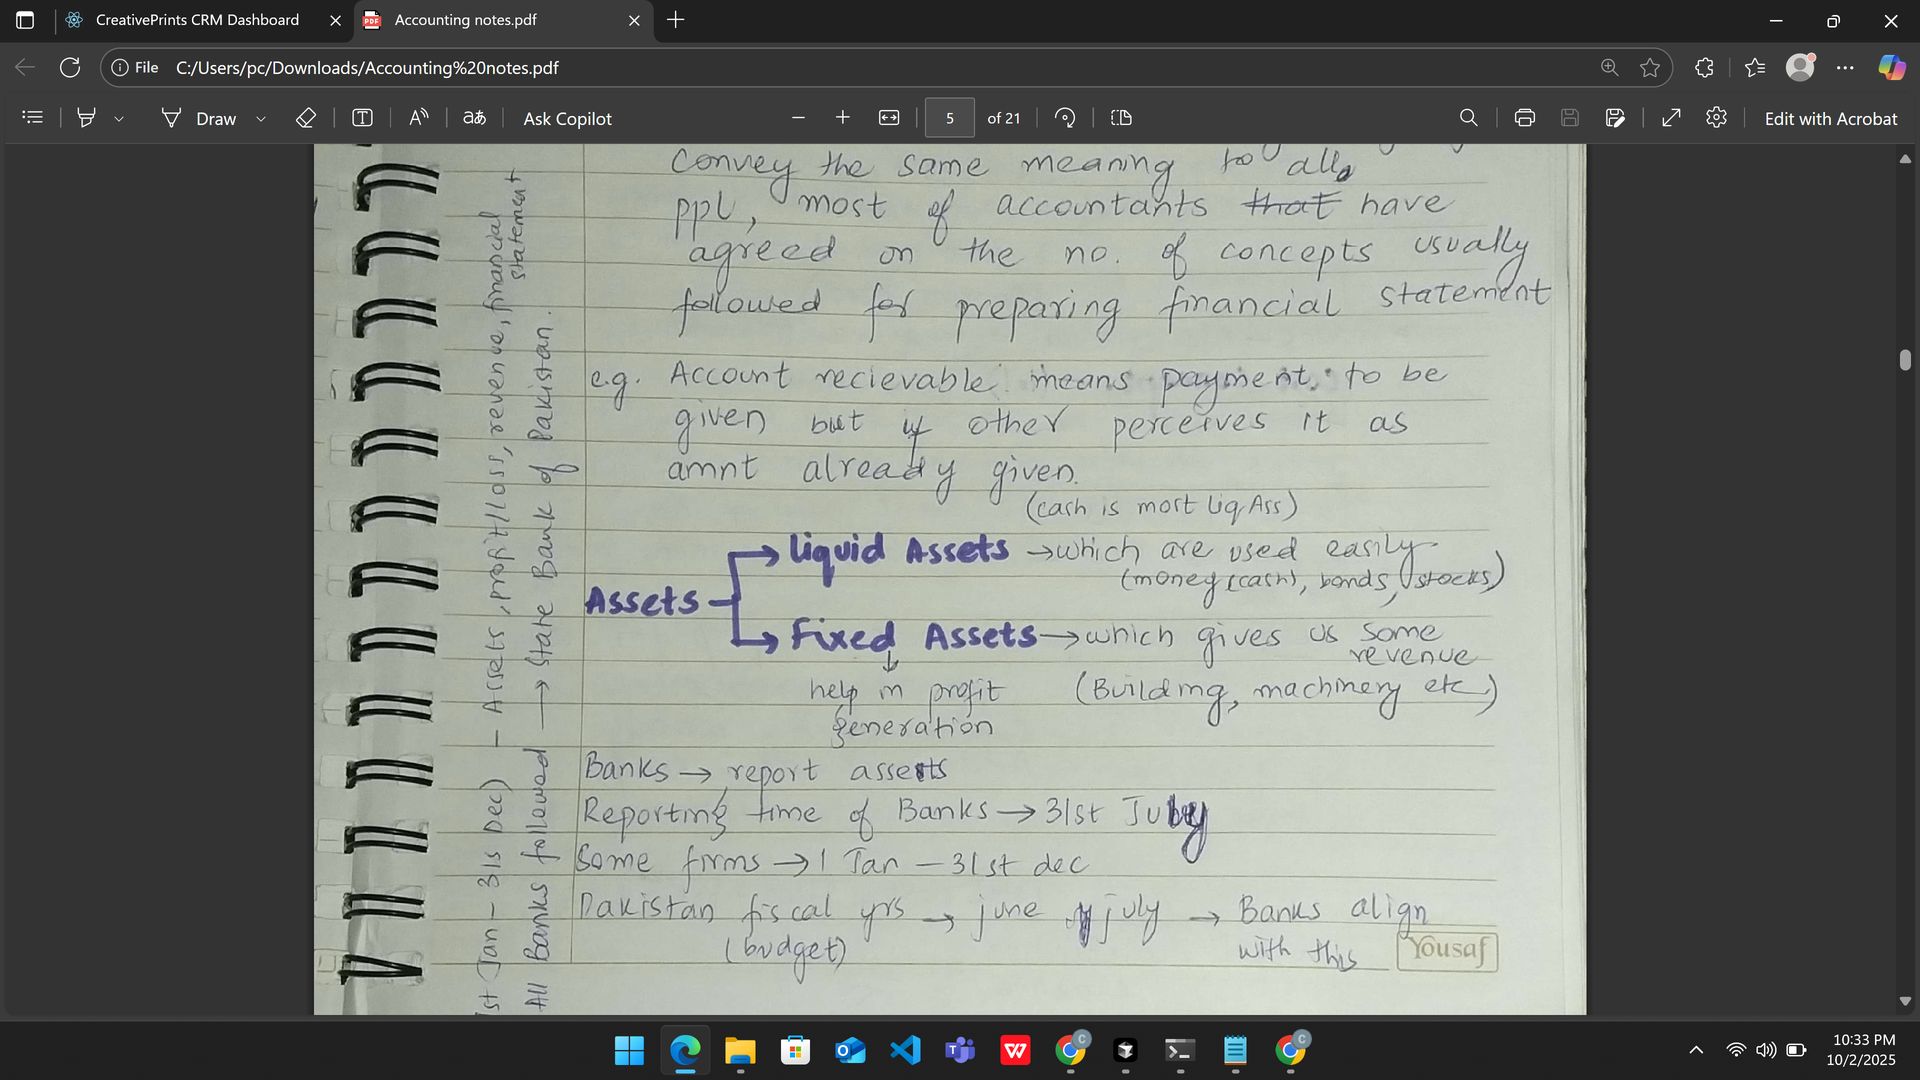 CreativePrints CRM Dashboard
Accounting notes.pdf
File C:/Users/pc/Downloads/Accounting%20notes.pdf
Draw
Ask Copilot
5 of 21
Edit with Acrobat
Convey the same meaning to all
ppl, most of accountants that have
agreed on the no. of concepts usually
followed for preparing financial statement
e.g. Account recievable means payment to be
given but if other perceives it as
amnt already given.
(cash is most Liq Ass)
Liquid Assets → which are used easily
(money (cash), bonds, stocks)
Assets
Fixed Assets → which gives us some
revenue
help in profit (Building, machinery etc)
generation
Banks → report assets
Reporting time of Banks → 31st July
Some firms → 1 Jan – 31st dec
Pakistan fiscal yrs → june july → Banks align
(budget) with this
Yousaf
1st Jan – 31s Dec) – Assets, profit/loss, revenue, financial
statement
All Banks followed → State Bank of Pakistan.
10:33 PM
10/2/2025